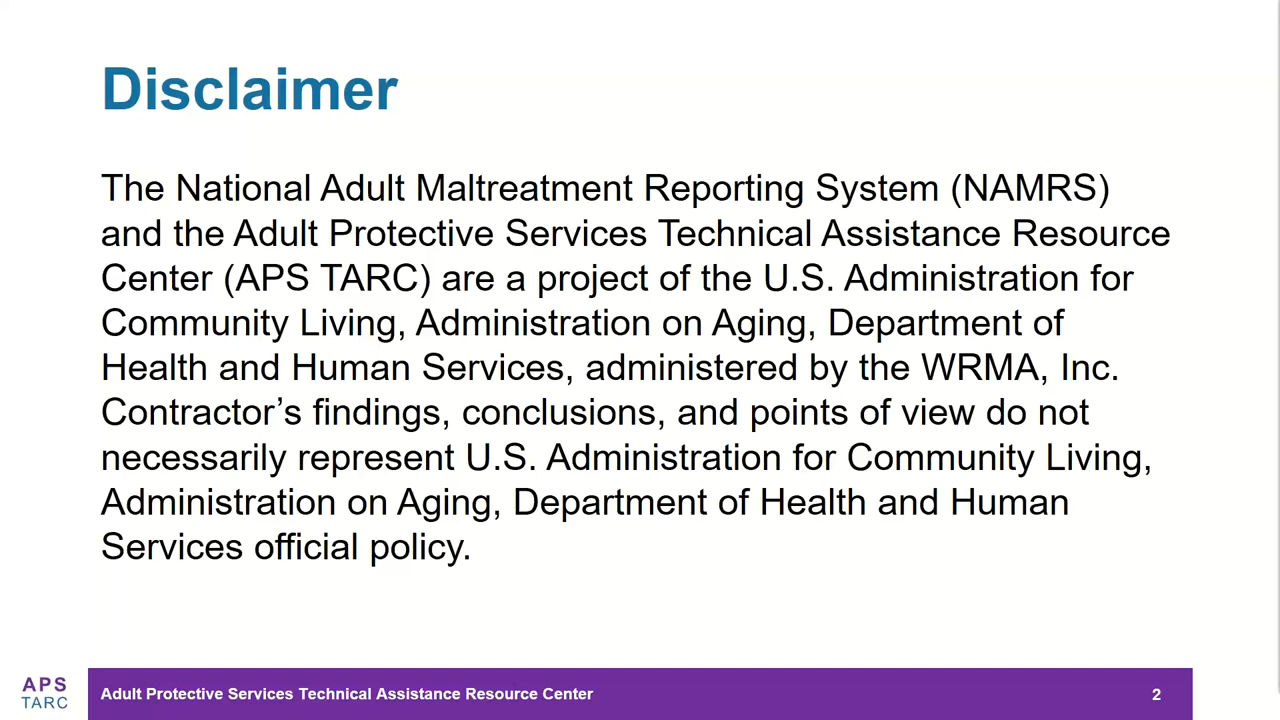 Disclaimer
The National Adult Maltreatment Reporting System (NAMRS)
and the Adult Protective Services Technical Assistance Resource
Center (APS TARC) are a project of the U.S. Administration for
Community Living, Administration on Aging, Department of
Health and Human Services, administered by the WRMA, Inc.
Contractor’s findings, conclusions, and points of view do not
necessarily represent U.S. Administration for Community Living,
Administration on Aging, Department of Health and Human
Services official policy.
APS
TARC
Adult Protective Services Technical Assistance Resource Center
2